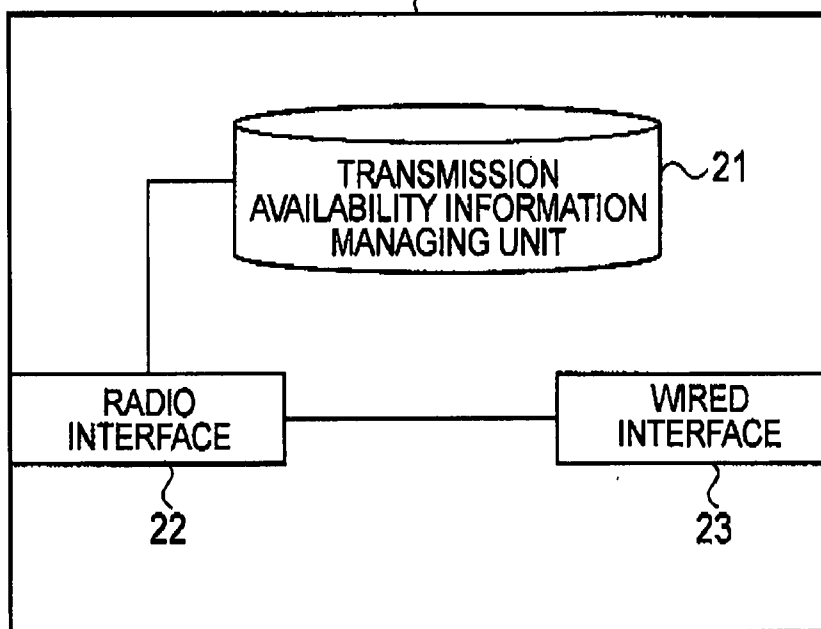 TRANSMISSION
AVAILABILITY INFORMATION
MANAGING UNIT
21
RADIO
INTERFACE
22
WIRED
INTERFACE
23